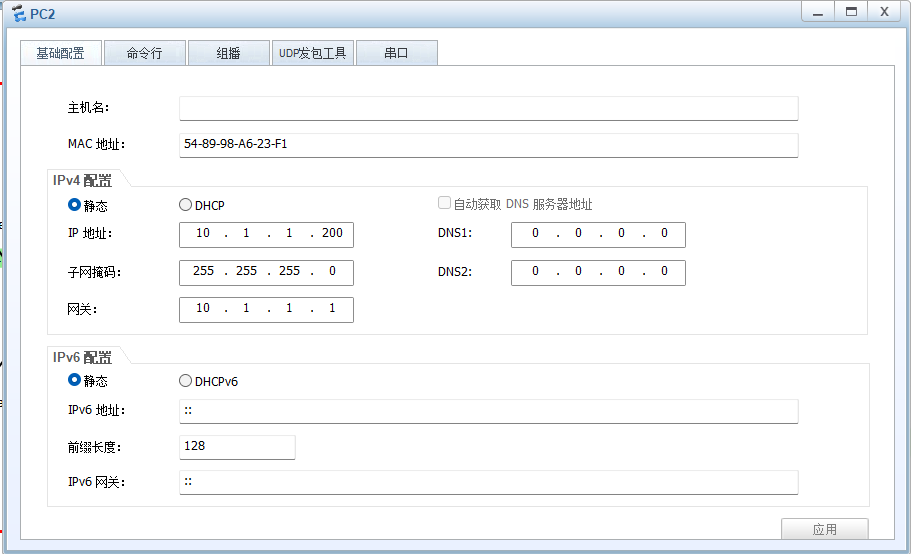 PC2
基础配置 命令行 组播 UDP发包工具 串口
主机名:
MAC 地址: 54-89-98-A6-23-F1
IPv4 配置
静态 DHCP 自动获取 DNS 服务器地址
IP 地址: 10 . 1 . 1 . 200 DNS1: 0 . 0 . 0 . 0
子网掩码: 255 . 255 . 255 . 0 DNS2: 0 . 0 . 0 . 0
网关: 10 . 1 . 1 . 1
IPv6 配置
静态 DHCPv6
IPv6 地址: ::
前缀长度: 128
IPv6 网关: ::
应用